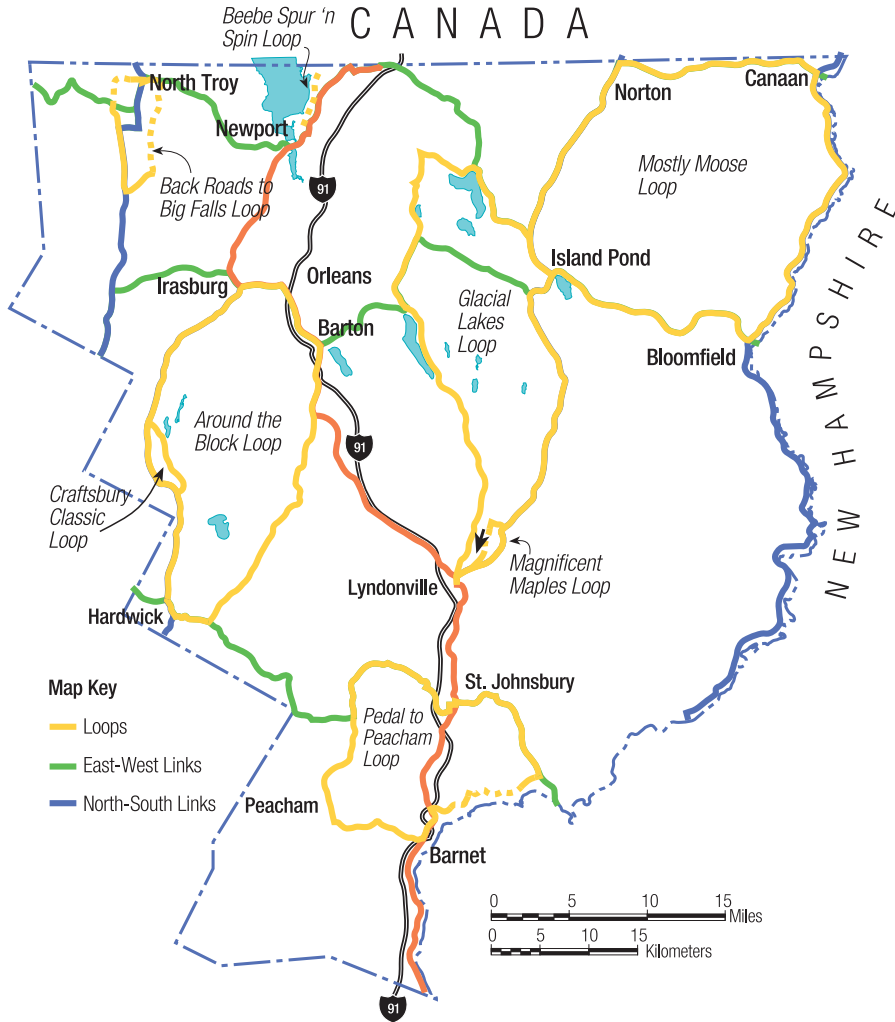 CANADA
Beebe Spur ‘n
Spin Loop
North Troy
Newport
Norton
Canaan
Back Roads to
Big Falls Loop
91
Mostly Moose
Loop
NEW HAMPSHIRE
Irasburg
Orleans
Island Pond
Glacial
Lakes
Loop
Barton
Bloomfield
Around the
Block Loop
91
Craftsbury
Classic
Loop
Magnificent
Maples Loop
Lyndonville
Hardwick
Map Key
Loops
East-West Links
North-South Links
St. Johnsbury
Pedal to
Peacham
Loop
Peacham
Barnet
0 5 10 15
Miles
0 5 10 15
Kilometers
91